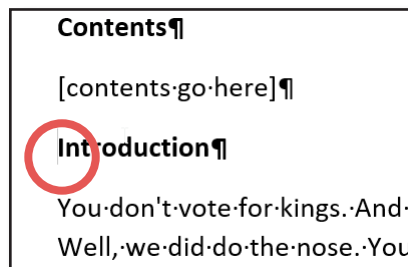 Contents¶
[contents·go·here]¶
Introduction¶
You·don't·vote·for·kings.·And·
Well,·we·did·do·the·nose.·You